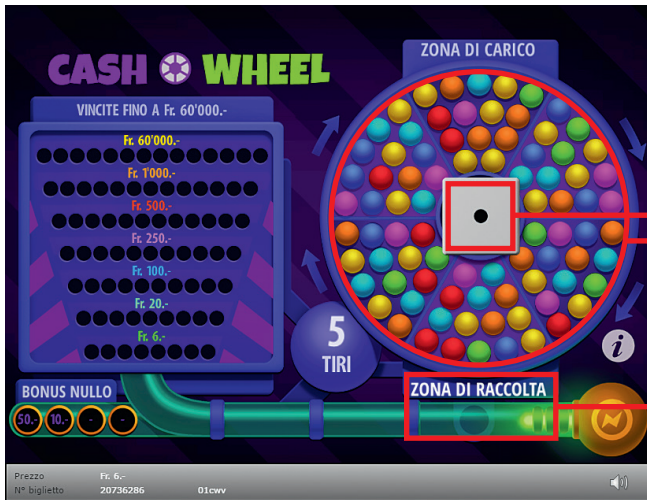 CASH WHEEL
ZONA DI CARICO
VINCITE FINO A Fr. 60'000.-
Fr. 60'000.-
Fr. 1'000.-
Fr. 500.-
Fr. 250.-
Fr. 100.-
Fr. 20.-
Fr. 6.-
5
TIRI
i
BONUS NULLO
ZONA DI RACCOLTA
50.- 10.- - -
Prezzo Fr. 6.-
N° biglietto 20736286 01cwv